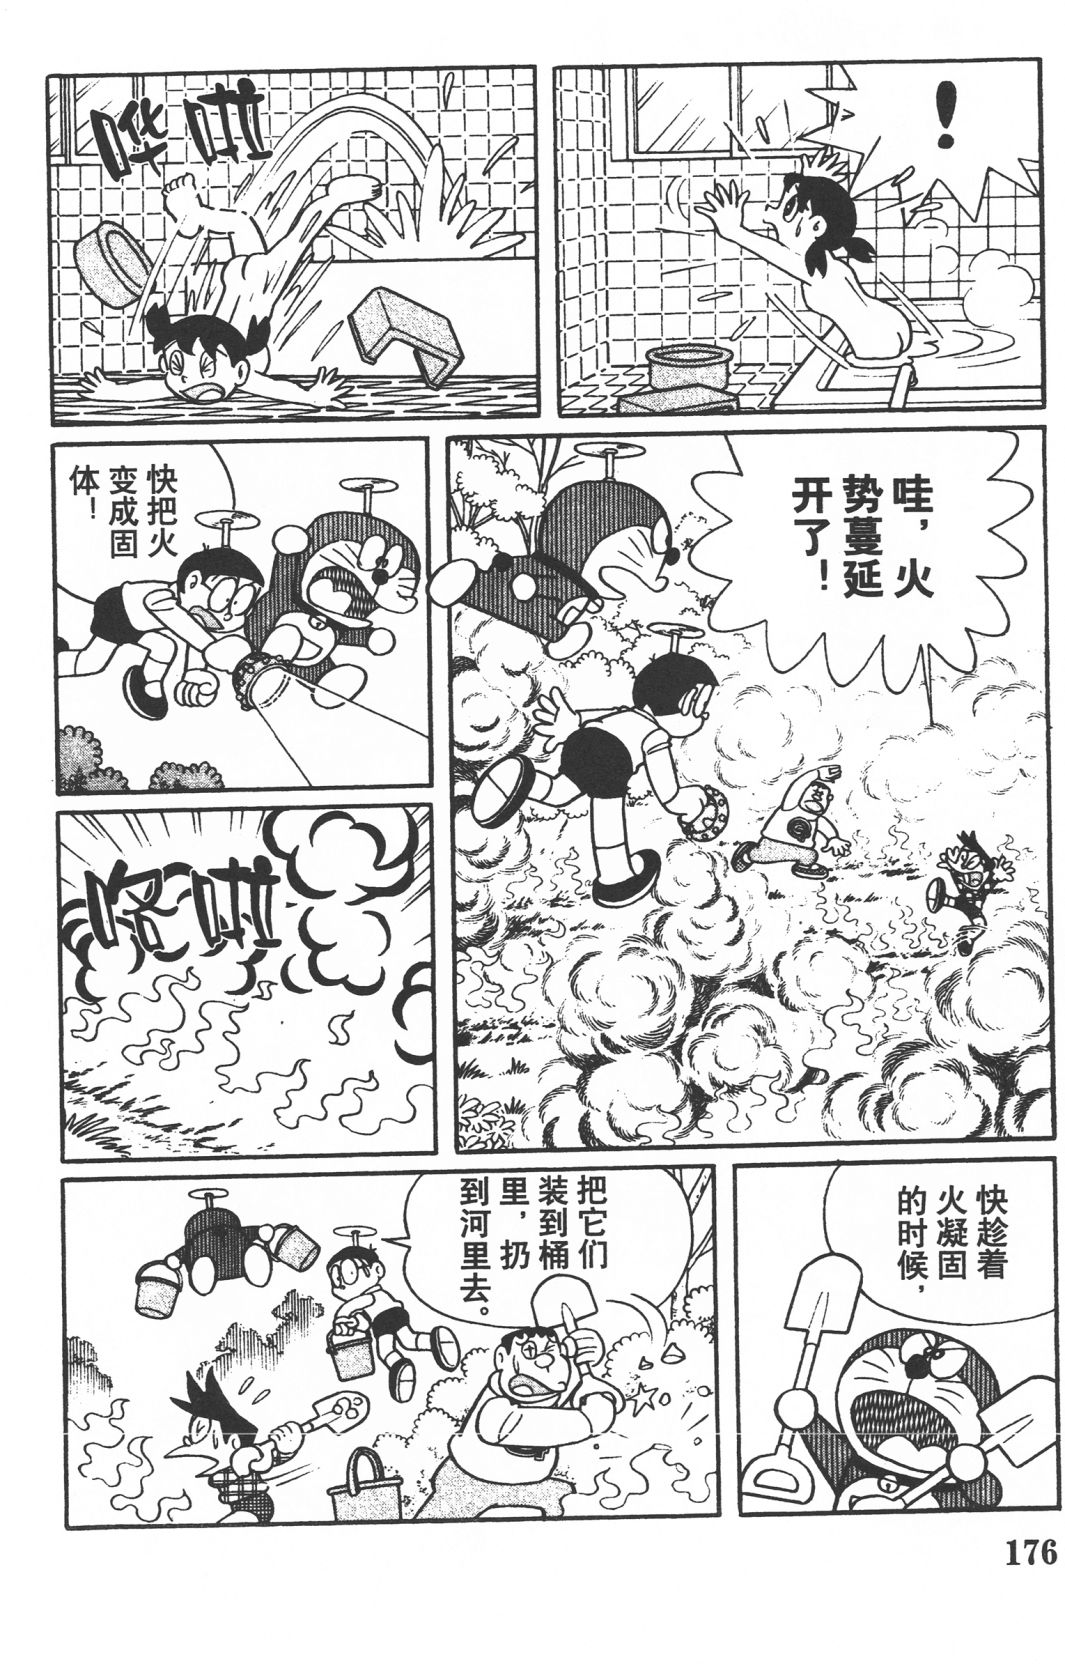 ！
哗啦
哇，火
势蔓延
开了！
快把火
变成固
体！
咯啦
快趁着
火凝固
的时候，
把它们
装到桶
里，扔
到河里去。
176